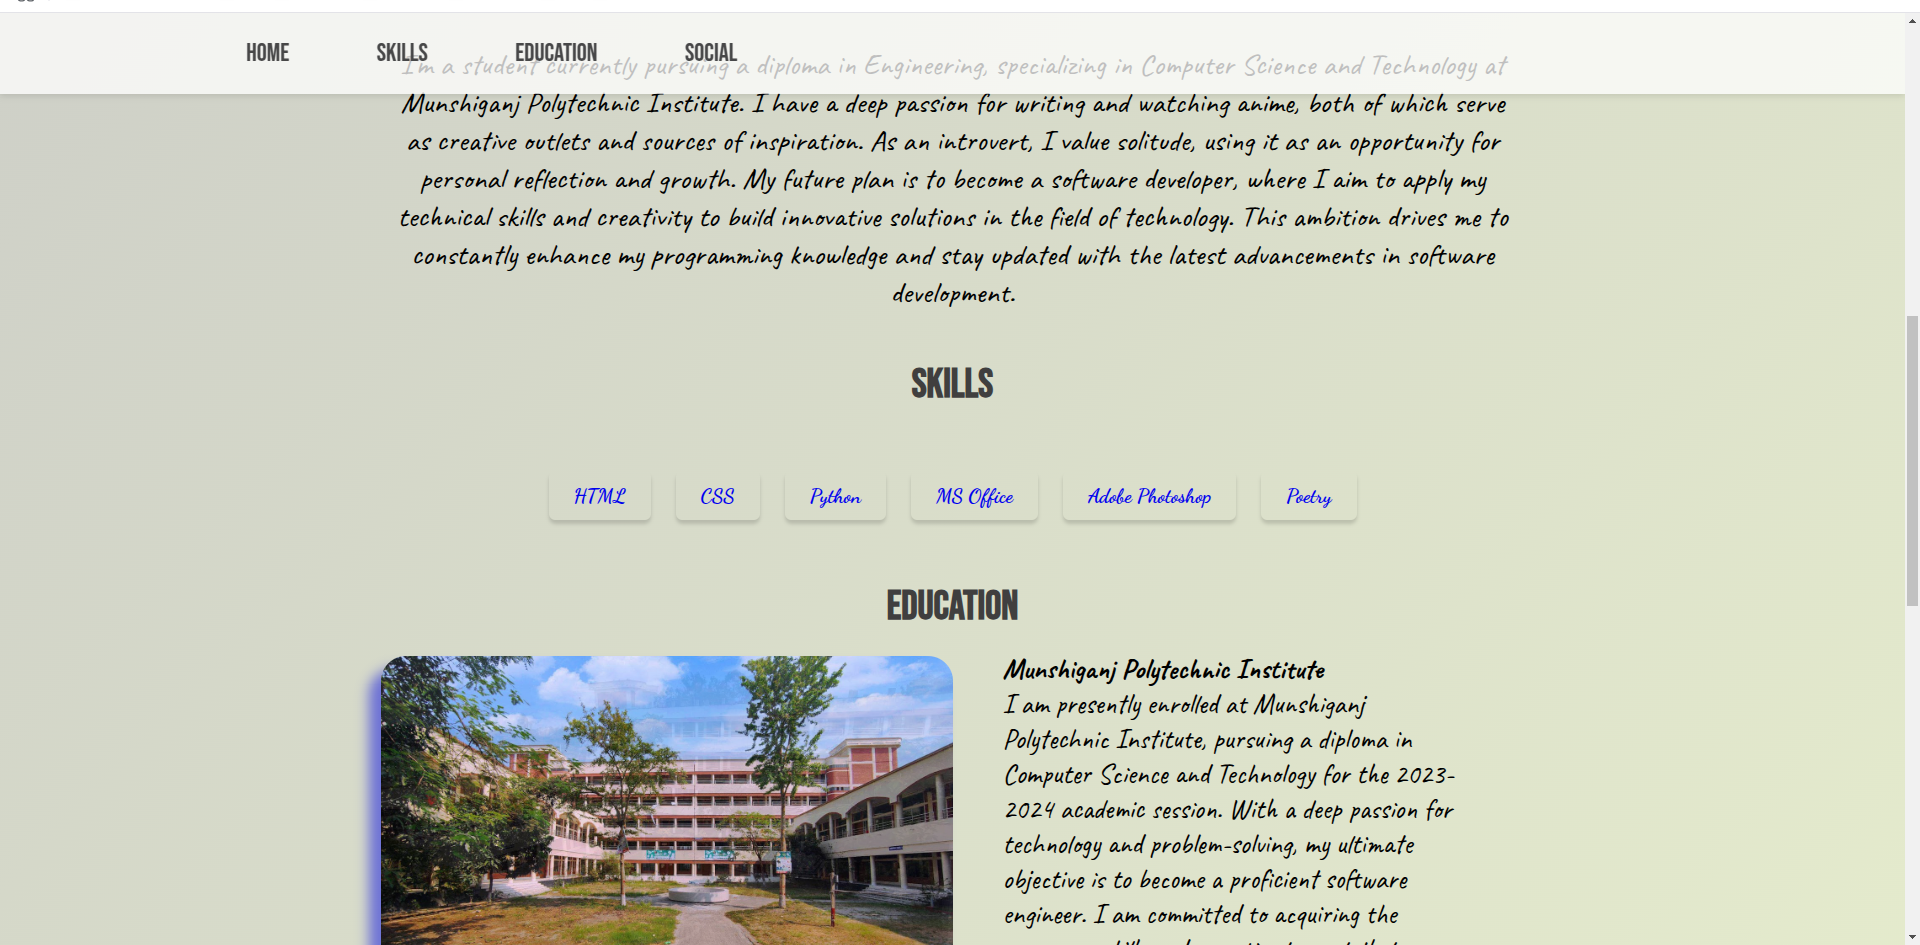 HOME SKILLS EDUCATION SOCIAL
I'm a student currently pursuing a diploma in Engineering, specializing in Computer Science and Technology at
Munshiganj Polytechnic Institute. I have a deep passion for writing and watching anime, both of which serve
as creative outlets and sources of inspiration. As an introvert, I value solitude, using it as an opportunity for
personal reflection and growth. My future plan is to become a software developer, where I aim to apply my
technical skills and creativity to build innovative solutions in the field of technology. This ambition drives me to
constantly enhance my programming knowledge and stay updated with the latest advancements in software
development.
SKILLS
HTML CSS Python MS Office Adobe Photoshop Poetry
EDUCATION
Munshiganj Polytechnic Institute
I am presently enrolled at Munshiganj
Polytechnic Institute, pursuing a diploma in
Computer Science and Technology for the 2023-
2024 academic session. With a deep passion for
technology and problem-solving, my ultimate
objective is to become a proficient software
engineer. I am committed to acquiring the